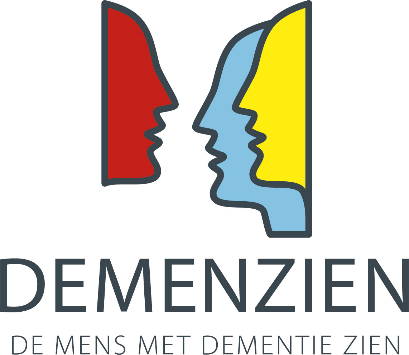 DEMENZIEN
DE MENS MET DEMENTIE ZIEN